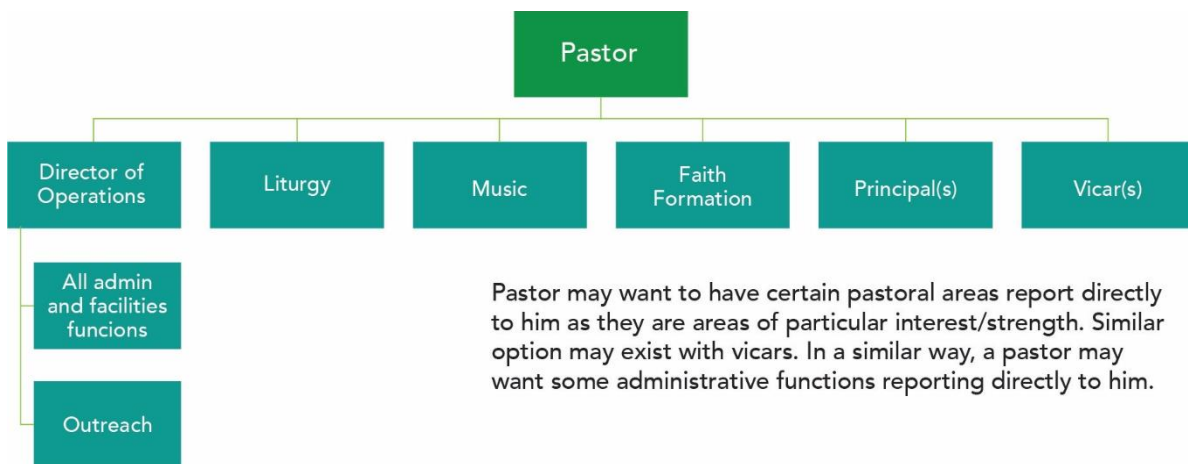 Pastor
Director of
Operations
Liturgy
Music
Faith
Formation
Principal(s)
Vicar(s)
All admin
and facilities
funcions
Outreach
Pastor may want to have certain pastoral areas report directly
to him as they are areas of particular interest/strength. Similar
option may exist with vicars. In a similar way, a pastor may
want some administrative functions reporting directly to him.